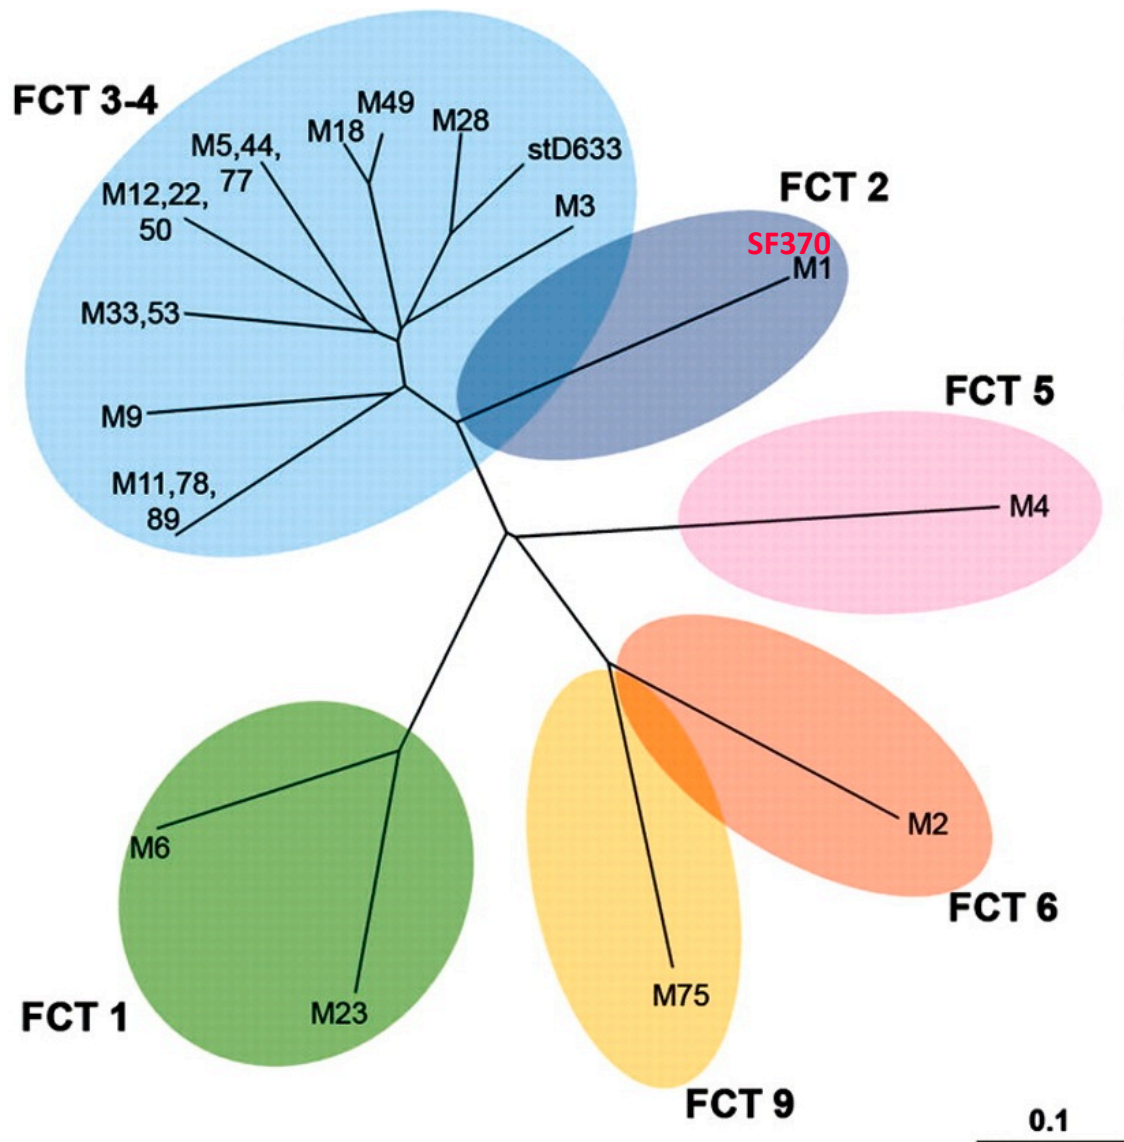 FCT 3-4
M49
M18
M28
M5,44,
77
stD633
M12,22,
50
M3
FCT 2
SF370
M1
M33,53
FCT 5
M9
M11,78,
89
M4
M6
M2
FCT 6
M23
M75
FCT 1
FCT 9
0.1